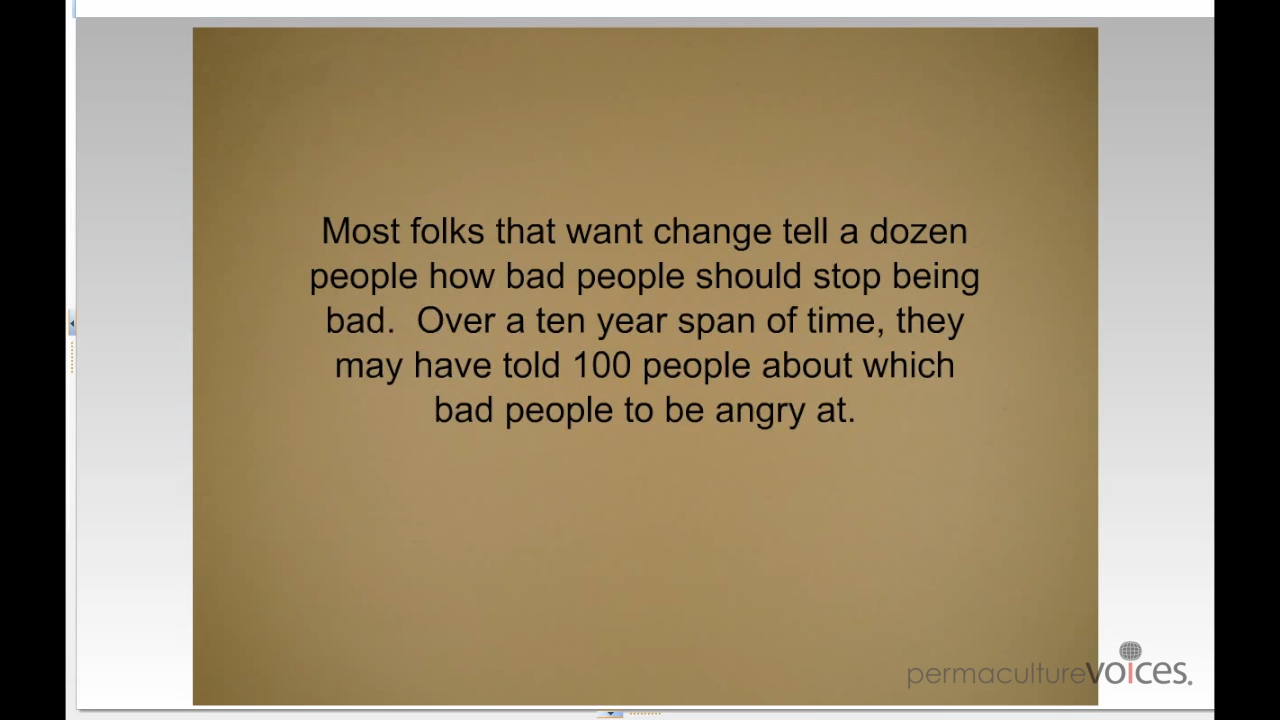 Most folks that want change tell a dozen
people how bad people should stop being
bad.  Over a ten year span of time, they
may have told 100 people about which
bad people to be angry at.
permaculturevoices.